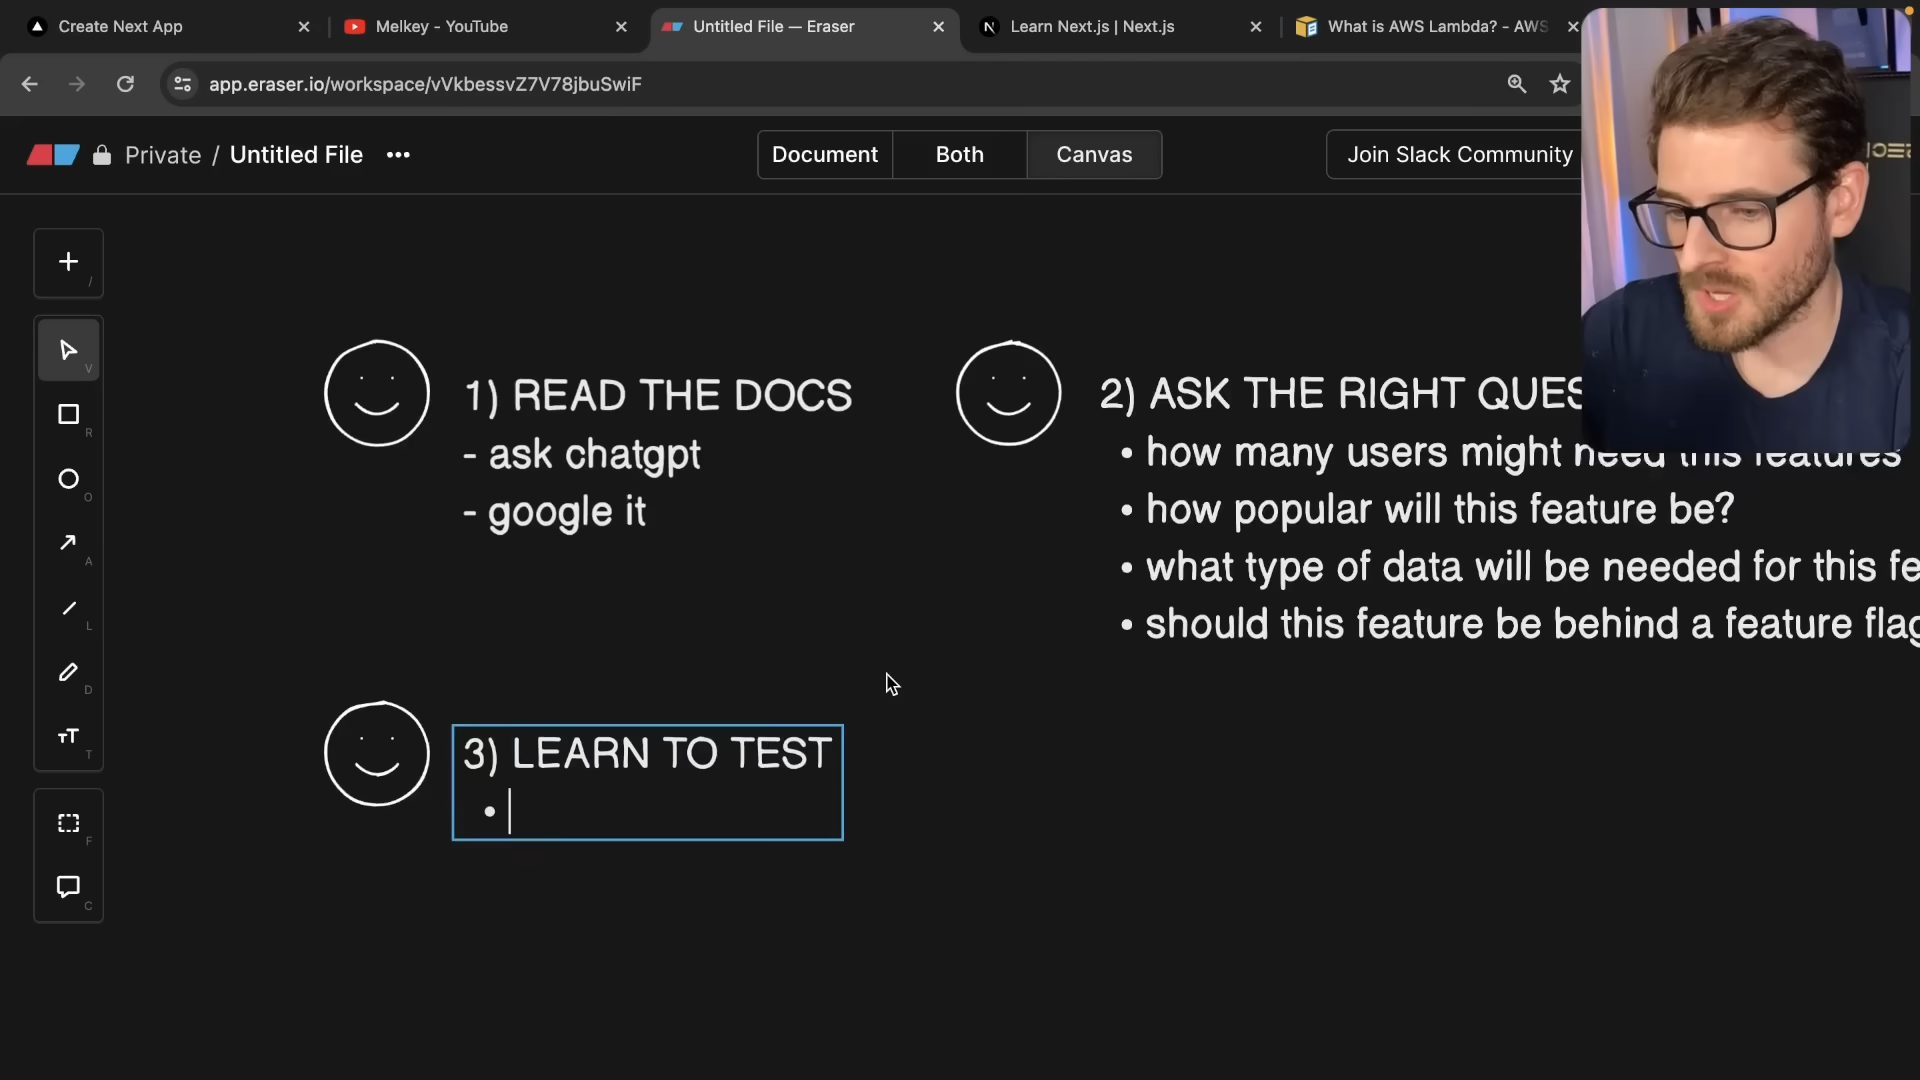 Create Next App
Melkey - YouTube
Untitled File — Eraser
Learn Next.js | Next.js
What is AWS Lambda? - AWS
app.eraser.io/workspace/vVkbessvZ7V78jbuSwiF
Private / Untitled File •••
Document
Both
Canvas
Join Slack Community
/
V
R
O
A
L
D
T
F
C
1) READ THE DOCS
- ask chatgpt
- google it
2) ASK THE RIGHT QUES
• how many users might need this features
• how popular will this feature be?
• what type of data will be needed for this fe
• should this feature be behind a feature flag
3) LEARN TO TEST
•